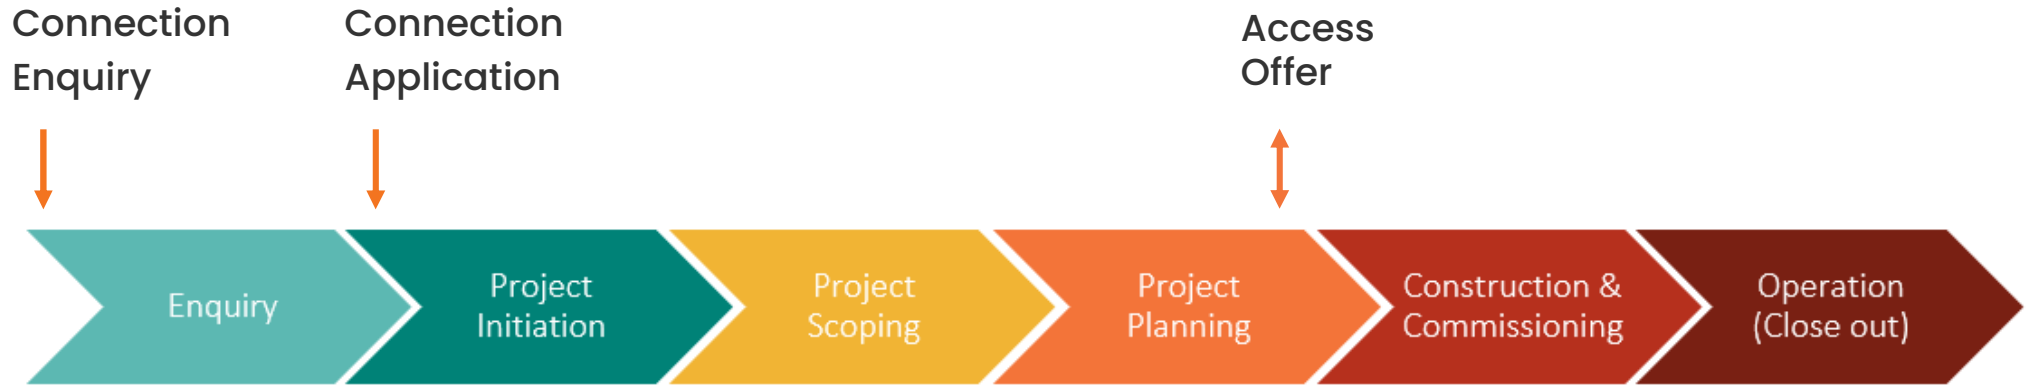 Connection
Enquiry
Connection
Application
Access
Offer
Enquiry
Project
Initiation
Project
Scoping
Project
Planning
Construction &
Commissioning
Operation
(Close out)